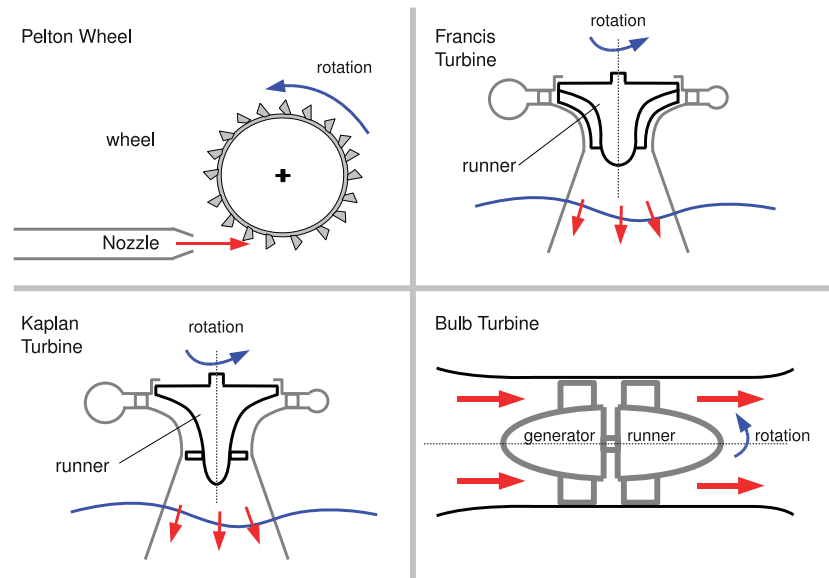 Pelton Wheel
rotation
wheel
Nozzle
Francis
Turbine
rotation
runner
Kaplan
Turbine
rotation
runner
Bulb Turbine
generator
runner
rotation